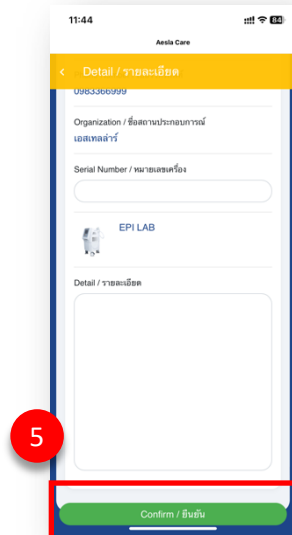 11:44
84
Aesla Care
Detail / รายละเอียด
0983366999
Organization / ชื่อสถานประกอบการณ์
เอสเทลล่าร์
Serial Number / หมายเลขเครื่อง
EPI LAB
Detail / รายละเอียด
5
Confirm / ยืนยัน